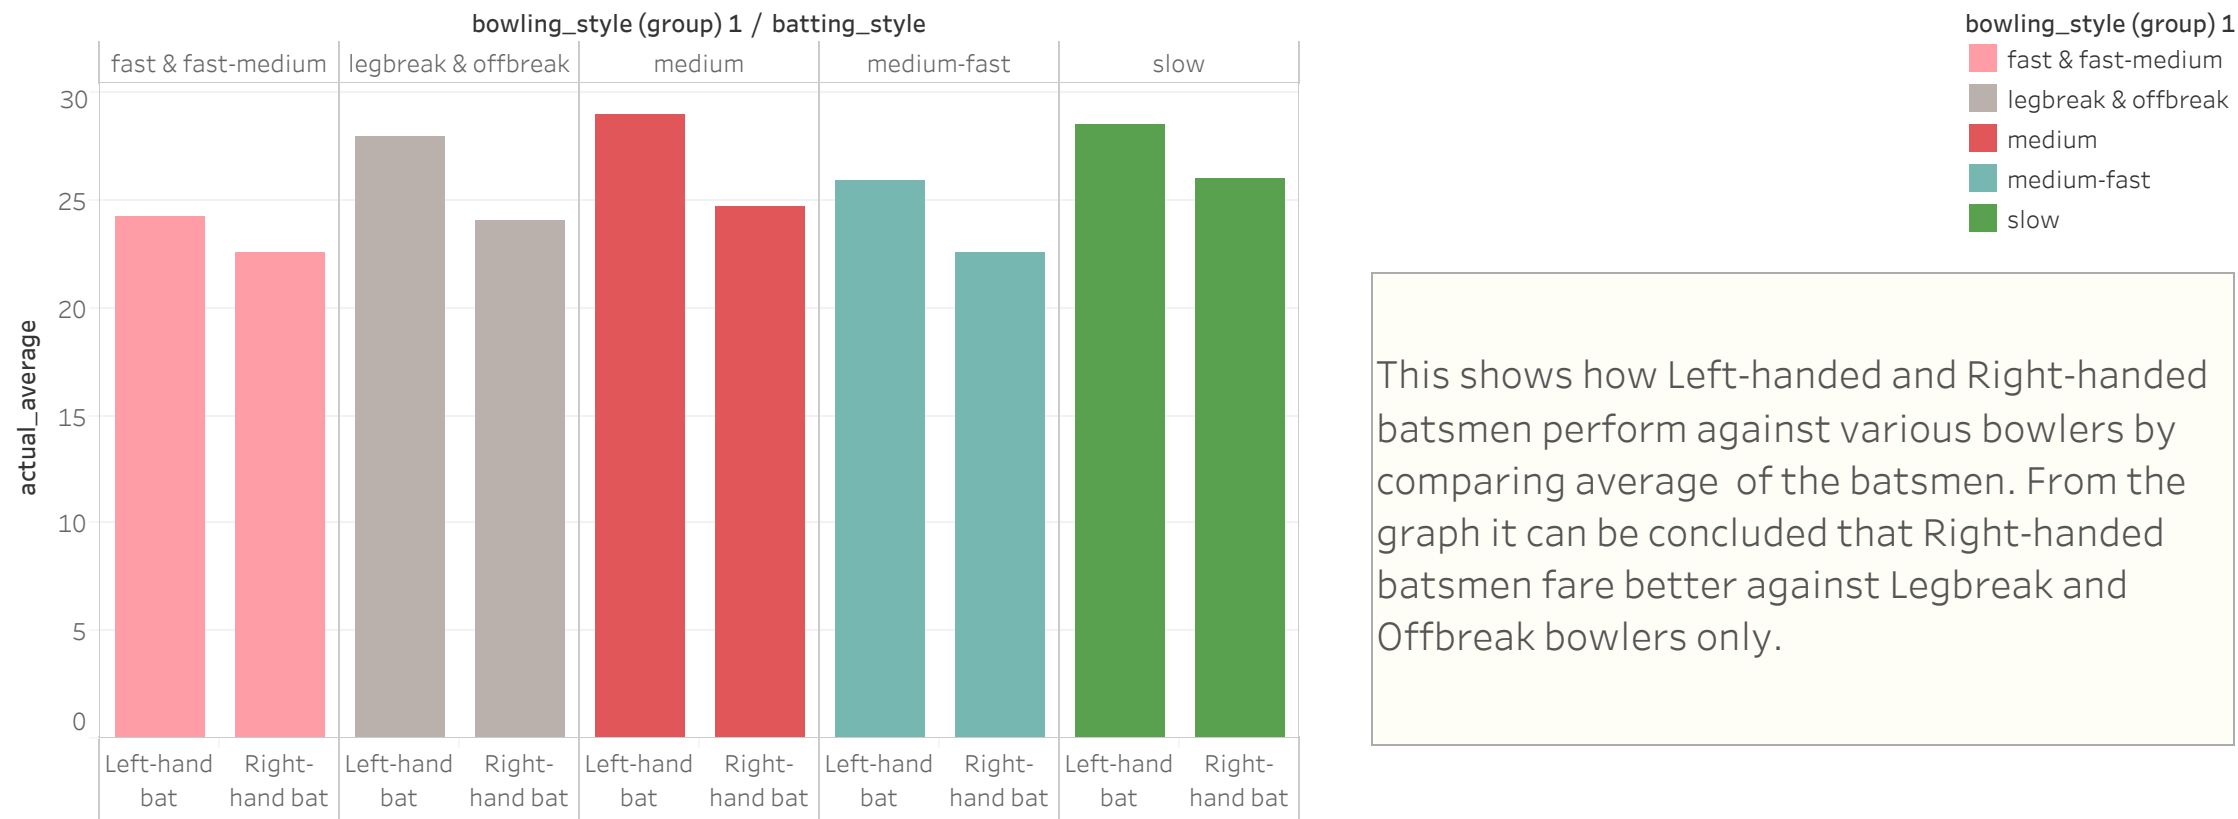 bowling_style (group) 1 / batting_style
fast & fast-medium
legbreak & offbreak
medium
medium-fast
slow
actual_average
30
25
20
15
10
5
0
Left-hand
bat
Right-
hand bat
Left-hand
bat
Right-
hand bat
Left-hand
bat
Right-
hand bat
Left-hand
bat
Right-
hand bat
Left-hand
bat
Right-
hand bat
bowling_style (group) 1
fast & fast-medium
legbreak & offbreak
medium
medium-fast
slow
This shows how Left-handed and Right-handed
batsmen perform against various bowlers by
comparing average  of the batsmen. From the
graph it can be concluded that Right-handed
batsmen fare better against Legbreak and
Offbreak bowlers only.